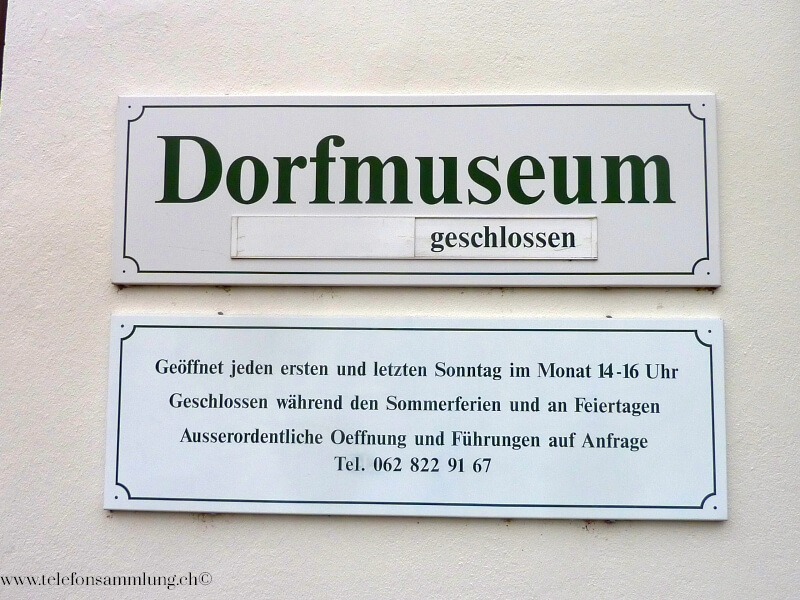 Dorfmuseum
geschlossen
Geöffnet jeden ersten und letzten Sonntag im Monat 14-16 Uhr
Geschlossen während den Sommerferien und an Feiertagen
Ausserordentliche Oeffnung und Führungen auf Anfrage
Tel. 062 822 91 67
www.telefonsammlung.ch©